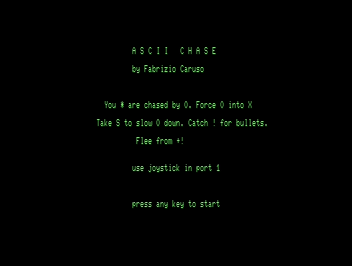 A S C I I  C H A S E
by Fabrizio Caruso
You * are chased by O. Force O into X
Take S to slow O down. Catch ! for bullets.
Flee from +!
use joystick in port 1
press any key to start